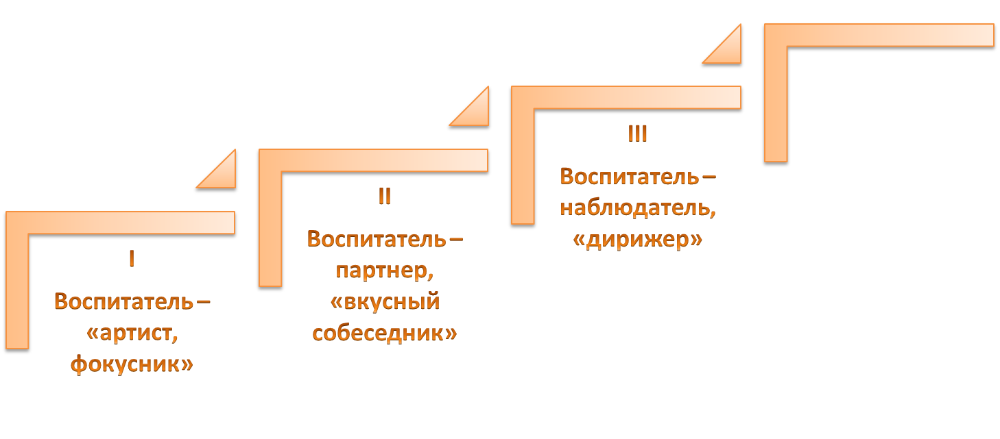 I
Воспитатель –
«артист,
фокусник»
II
Воспитатель –
партнер,
«вкусный
собеседник»
III
Воспитатель –
наблюдатель,
«дирижер»